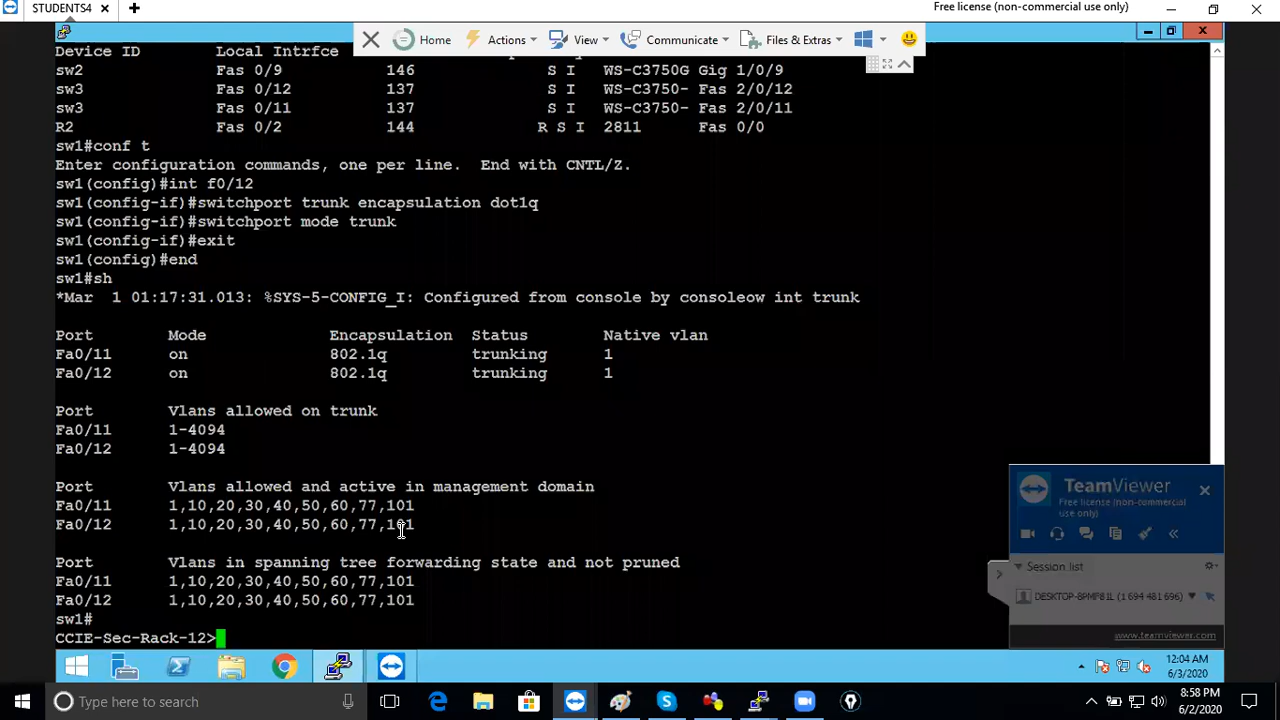 STUDENTS4
Free license (non-commercial use only)
Home Actions View Communicate Files & Extras
Device ID Local Intrfce
sw2 Fas 0/9 146 S I WS-C3750G Gig 1/0/9
sw3 Fas 0/12 137 S I WS-C3750- Fas 2/0/12
sw3 Fas 0/11 137 S I WS-C3750- Fas 2/0/11
R2 Fas 0/2 144 R S I 2811 Fas 0/0
sw1#conf t
Enter configuration commands, one per line. End with CNTL/Z.
sw1(config)#int f0/12
sw1(config-if)#switchport trunk encapsulation dot1q
sw1(config-if)#switchport mode trunk
sw1(config-if)#exit
sw1(config)#end
sw1#sh
*Mar 1 01:17:31.013: %SYS-5-CONFIG_I: Configured from console by consoleow int trunk
Port Mode Encapsulation Status Native vlan
Fa0/11 on 802.1q trunking 1
Fa0/12 on 802.1q trunking 1
Port Vlans allowed on trunk
Fa0/11 1-4094
Fa0/12 1-4094
Port Vlans allowed and active in management domain
Fa0/11 1,10,20,30,40,50,60,77,101
Fa0/12 1,10,20,30,40,50,60,77,101
Port Vlans in spanning tree forwarding state and not pruned
Fa0/11 1,10,20,30,40,50,60,77,101
Fa0/12 1,10,20,30,40,50,60,77,101
sw1#
CCIE-Sec-Rack-12>
TeamViewer
Free license (non-commercial
use only)
Session list
DESKTOP-8PMP81L (1 694 481 696)
www.teamviewer.com
12:04 AM
6/3/2020
Type here to search
8:58 PM
6/2/2020